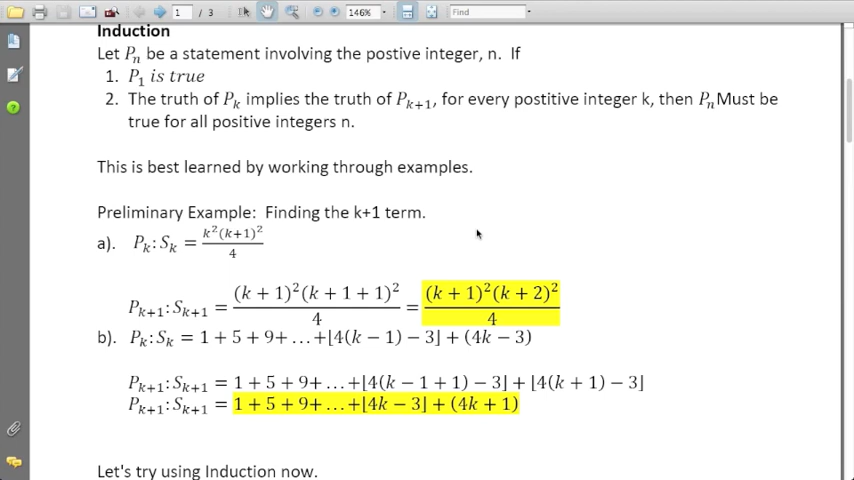 1 / 3 146% Find
Induction
Let Pₙ be a statement involving the postive integer, n. If
1. P₁ is true
2. The truth of Pₖ implies the truth of Pₖ₊₁, for every postitive integer k, then Pₙ Must be
true for all positive integers n.
This is best learned by working through examples.
Preliminary Example: Finding the k+1 term.
a). Pₖ: Sₖ = k²(k+1)²/4
Pₖ₊₁: Sₖ₊₁ = (k + 1)²(k + 1 + 1)²/4 = (k + 1)²(k + 2)²/4
b). Pₖ: Sₖ = 1 + 5 + 9+ …+⌊4(k − 1) − 3⌋ + (4k − 3)
Pₖ₊₁: Sₖ₊₁ = 1 + 5 + 9+ …+⌊4(k − 1 + 1) − 3⌋ + ⌊4(k + 1) − 3⌋
Pₖ₊₁: Sₖ₊₁ = 1 + 5 + 9+ …+⌊4k − 3⌋ + (4k + 1)
Let's try using Induction now.